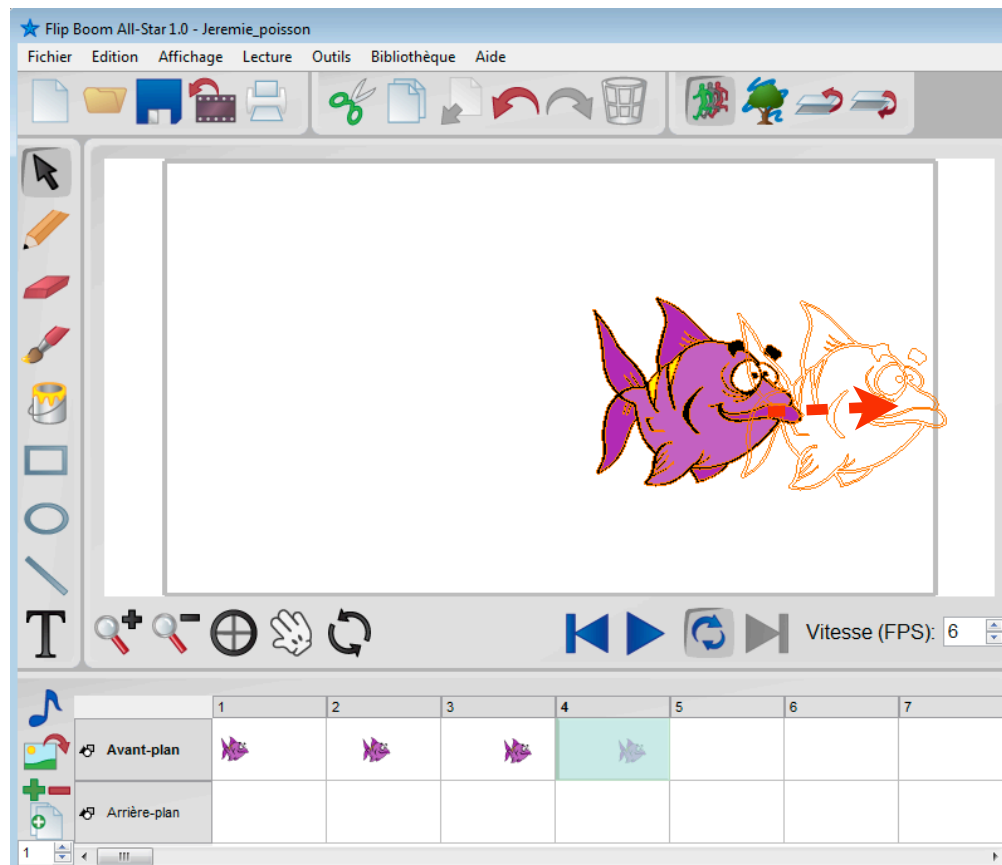 Flip Boom All-Star 1.0 - Jeremie_poisson
Fichier Edition Affichage Lecture Outils Bibliothèque Aide
T
Vitesse (FPS): 6
1 2 3 4 5 6 7
Avant-plan
Arrière-plan
1